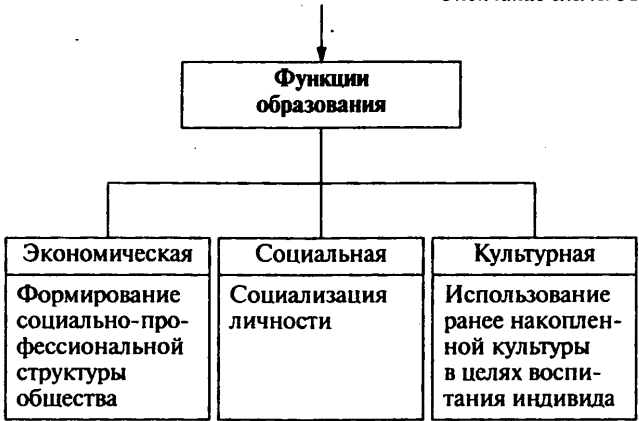 Функции
образования
Экономическая
Формирование
социально-про-
фессиональной
структуры
общества
Социальная
Социализация
личности
Культурная
Использование
ранее накоплен-
ной культуры
в целях воспи-
тания индивида